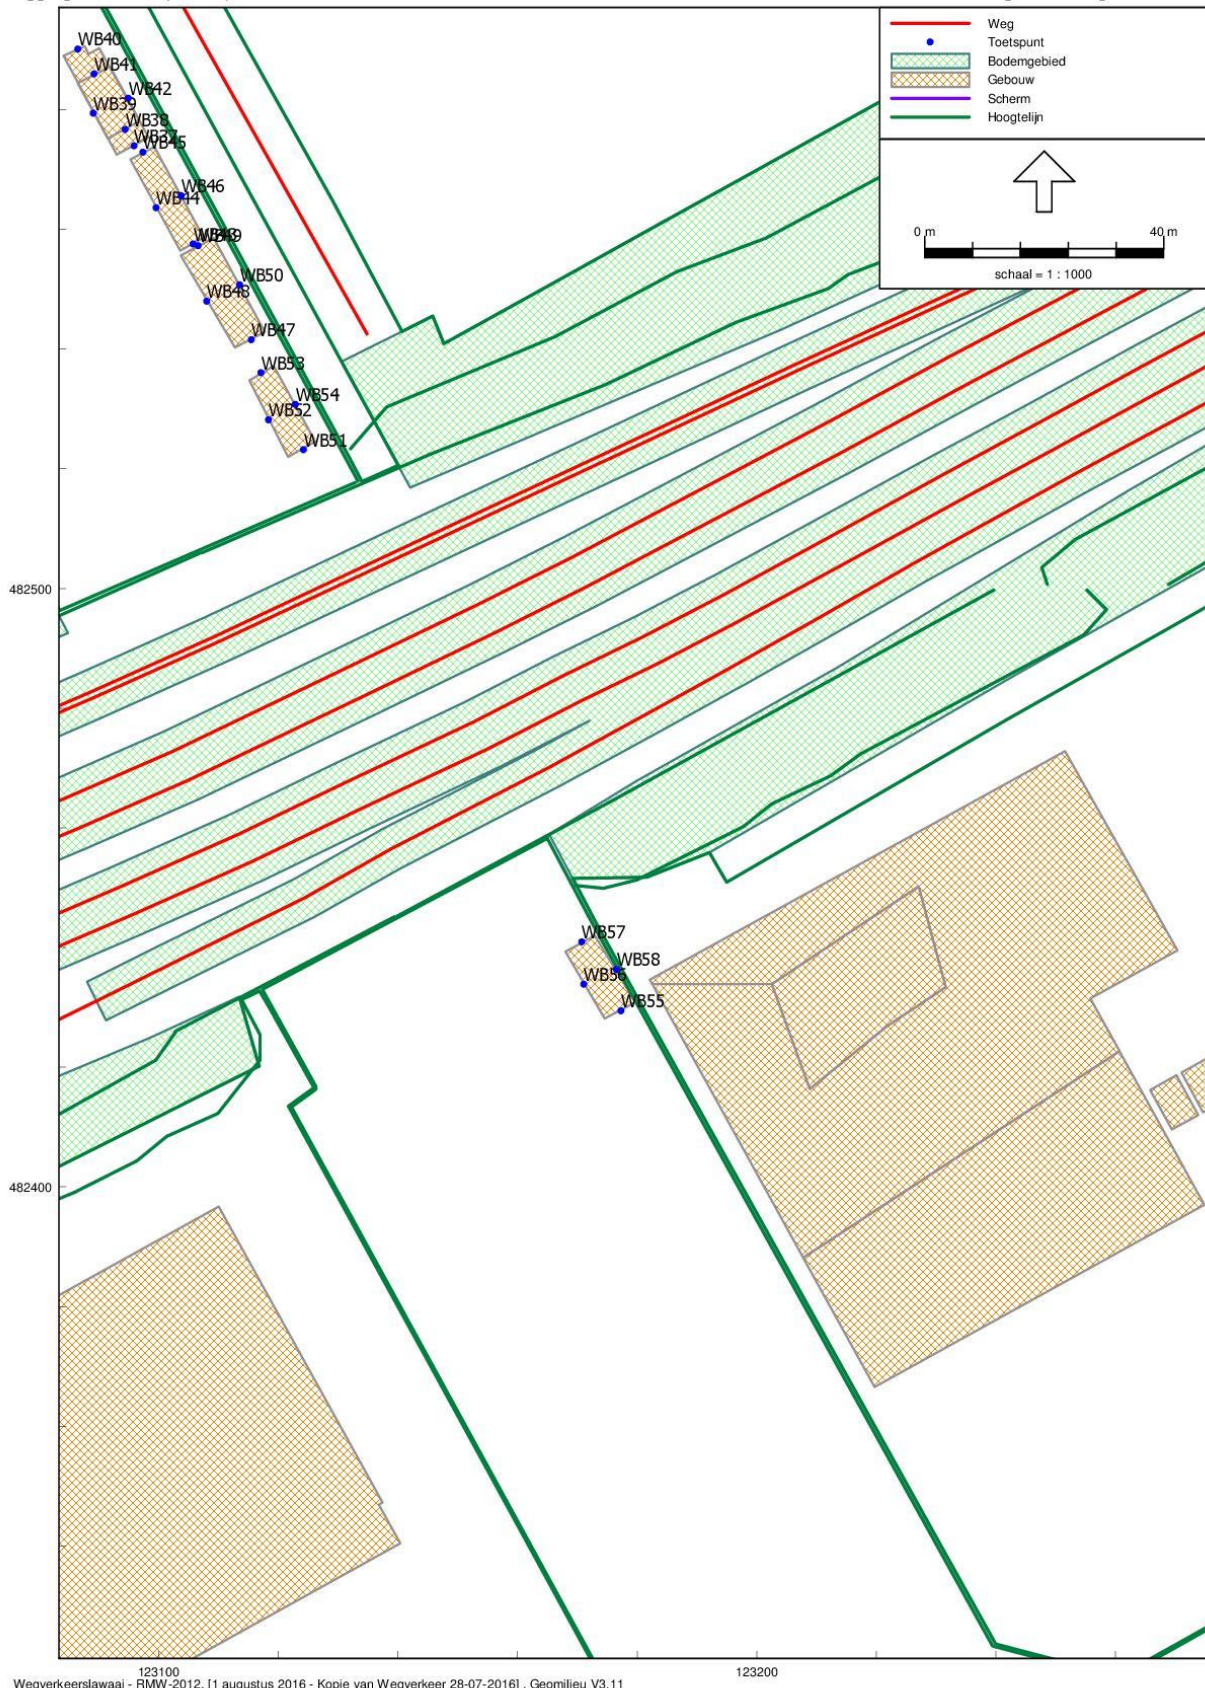 Weg
Toetspunt
Bodemgebied
Gebouw
Scherm
Hoogtelijn
0 m
40 m
schaal = 1 : 1000
WB40
WB41
WB42
WB39
WB38
WB37
WB45
WB46
WB44
WB49
WB50
WB48
WB47
WB53
WB54
WB52
WB51
482500
WB57
WB58
WB56
WB55
482400
123100
123200
Wegverkeerslawaai - RMW-2012, [1 augustus 2016 - Kopie van Wegverkeer 28-07-2016] , Geomilieu V3.11